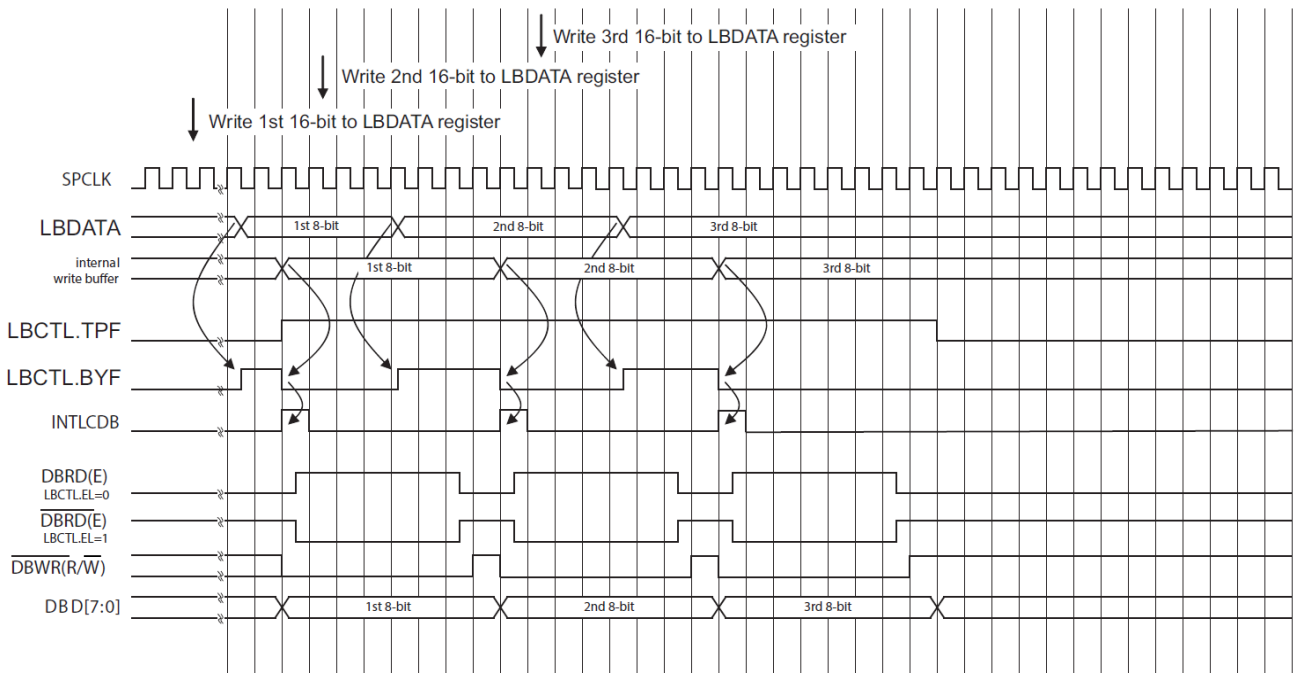 Write 3rd 16-bit to LBDATA register
Write 2nd 16-bit to LBDATA register
Write 1st 16-bit to LBDATA register
SPCLK
LBDATA 1st 8-bit 2nd 8-bit 3rd 8-bit
internal
write buffer 1st 8-bit 2nd 8-bit 3rd 8-bit
LBCTL.TPF
LBCTL.BYF
INTLCDB
DBRD(E)
LBCTL.EL=0
DBRD(E)
LBCTL.EL=1
DBWR(R/W)
DBD[7:0] 1st 8-bit 2nd 8-bit 3rd 8-bit